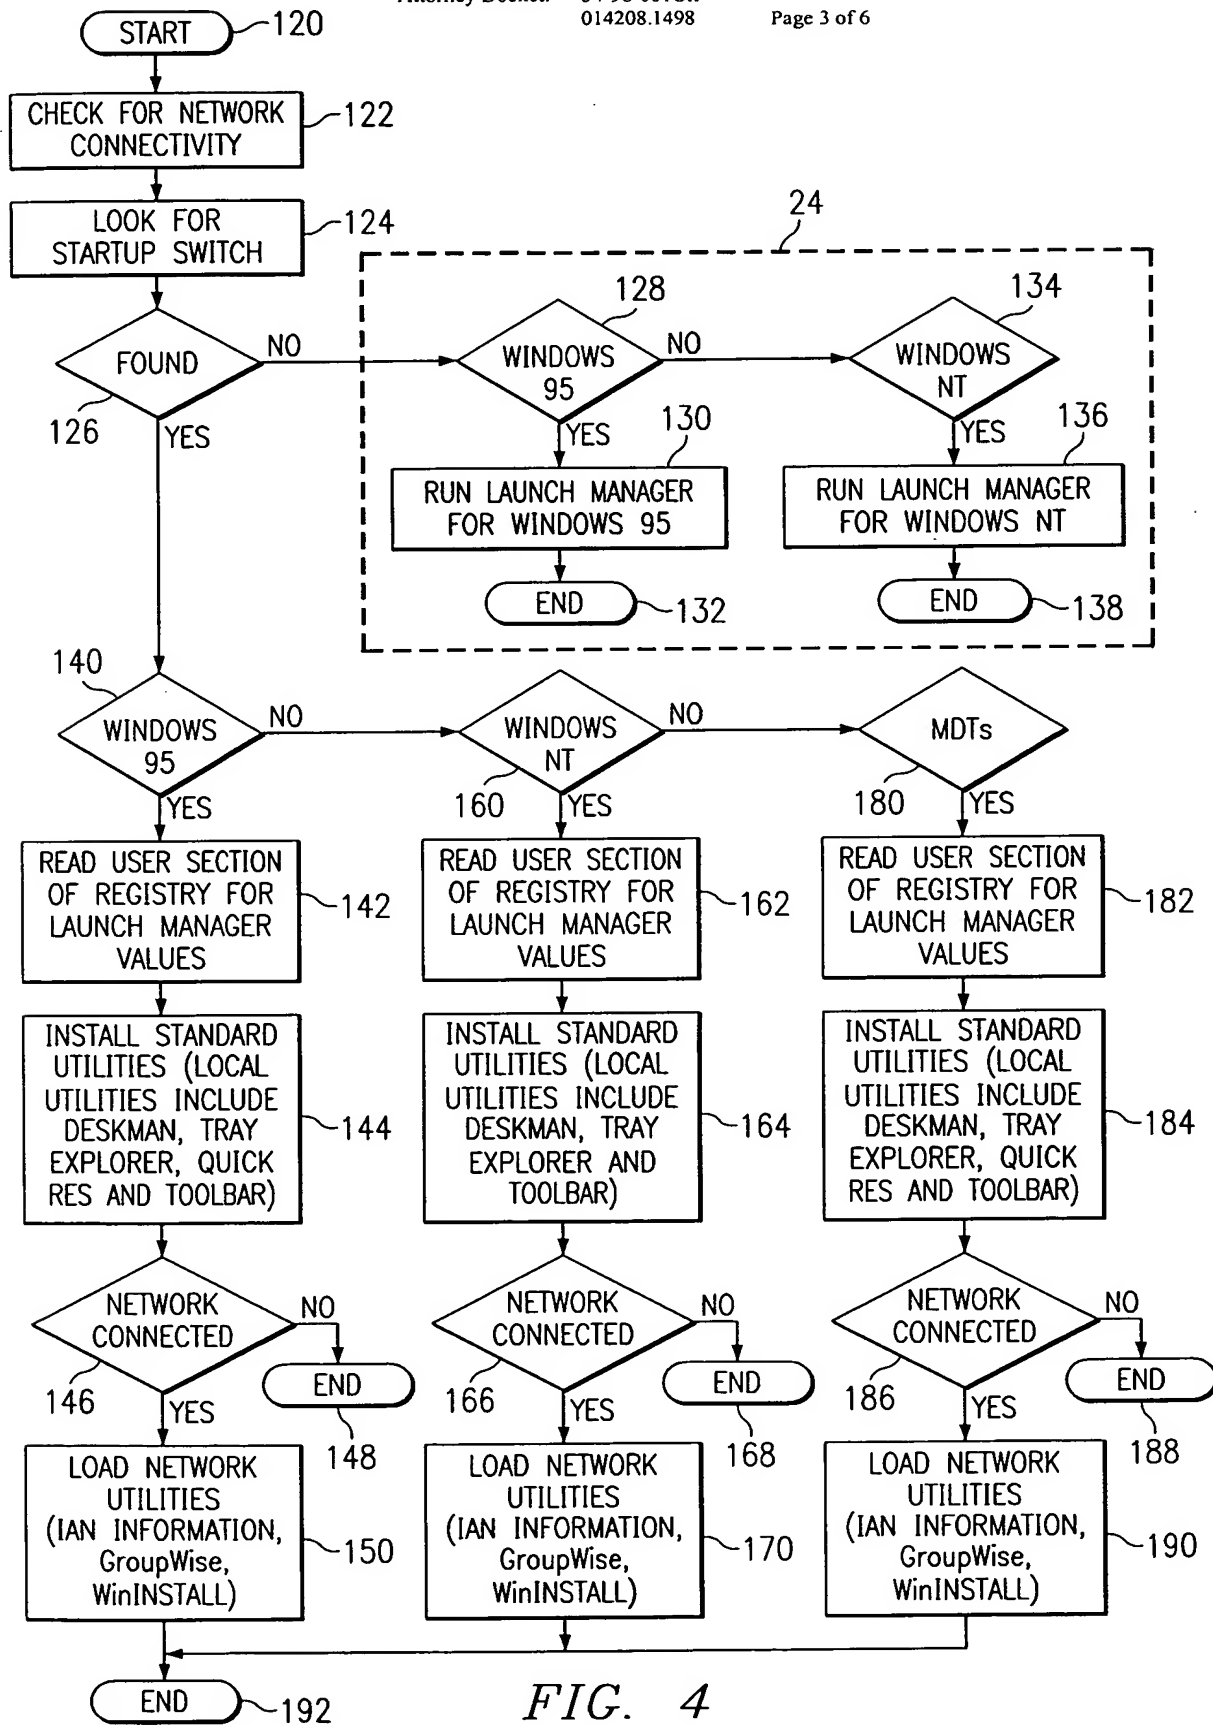 014208.1498 Page 3 of 6
START
120
CHECK FOR NETWORK
CONNECTIVITY
122
LOOK FOR
STARTUP SWITCH
124
24
FOUND
126
NO
YES
WINDOWS
95
128
NO
YES
WINDOWS
NT
134
YES
RUN LAUNCH MANAGER
FOR WINDOWS 95
130
RUN LAUNCH MANAGER
FOR WINDOWS NT
136
END
132
END
138
140
WINDOWS
95
NO
YES
WINDOWS
NT
160
NO
YES
MDTs
180
YES
READ USER SECTION
OF REGISTRY FOR
LAUNCH MANAGER
VALUES
142
READ USER SECTION
OF REGISTRY FOR
LAUNCH MANAGER
VALUES
162
READ USER SECTION
OF REGISTRY FOR
LAUNCH MANAGER
VALUES
182
INSTALL STANDARD
UTILITIES (LOCAL
UTILITIES INCLUDE
DESKMAN, TRAY
EXPLORER, QUICK
RES AND TOOLBAR)
144
INSTALL STANDARD
UTILITIES (LOCAL
UTILITIES INCLUDE
DESKMAN, TRAY
EXPLORER AND
TOOLBAR)
164
INSTALL STANDARD
UTILITIES (LOCAL
UTILITIES INCLUDE
DESKMAN, TRAY
EXPLORER, QUICK
RES AND TOOLBAR)
184
NETWORK
CONNECTED
146
NO
END
148
YES
NETWORK
CONNECTED
166
NO
END
168
YES
NETWORK
CONNECTED
186
NO
END
188
YES
LOAD NETWORK
UTILITIES
(IAN INFORMATION,
GroupWise,
WinINSTALL)
150
LOAD NETWORK
UTILITIES
(IAN INFORMATION,
GroupWise,
WinINSTALL)
170
LOAD NETWORK
UTILITIES
(IAN INFORMATION,
GroupWise,
WinINSTALL)
190
END
192
FIG. 4